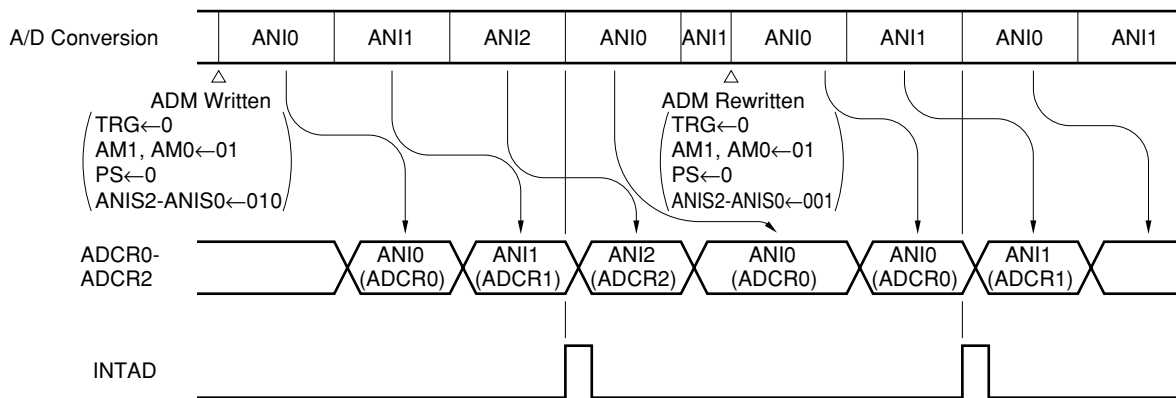 A/D Conversion ANI0 ANI1 ANI2 ANI0 ANI1 ANI0 ANI1 ANI0 ANI1
ADM Written
TRG←0
AM1, AM0←01
PS←0
ANIS2-ANIS0←010
ADM Rewritten
TRG←0
AM1, AM0←01
PS←0
ANIS2-ANIS0←001
ADCR0-
ADCR2
ANI0 ANI1 ANI2 ANI0 ANI0 ANI1
(ADCR0) (ADCR1) (ADCR2) (ADCR0) (ADCR0) (ADCR1)
INTAD